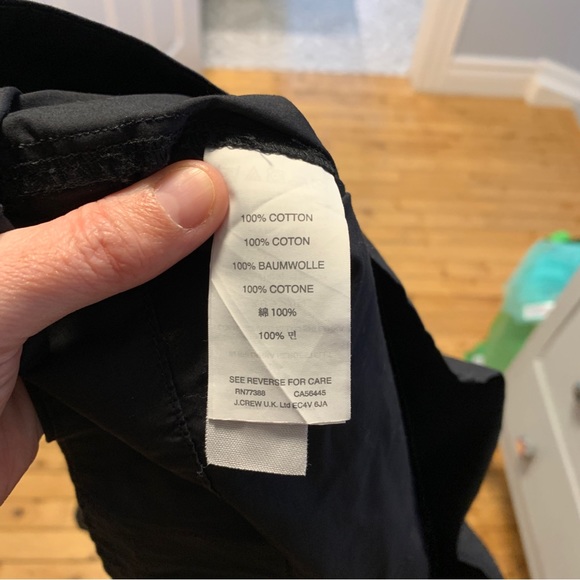 100% COTTON
100% COTON
100% BAUMWOLLE
100% COTONE
綿 100%
100% 면
SEE REVERSE FOR CARE
RN77388 CA56445
J.CREW U.K. Ltd EC4V 6JA